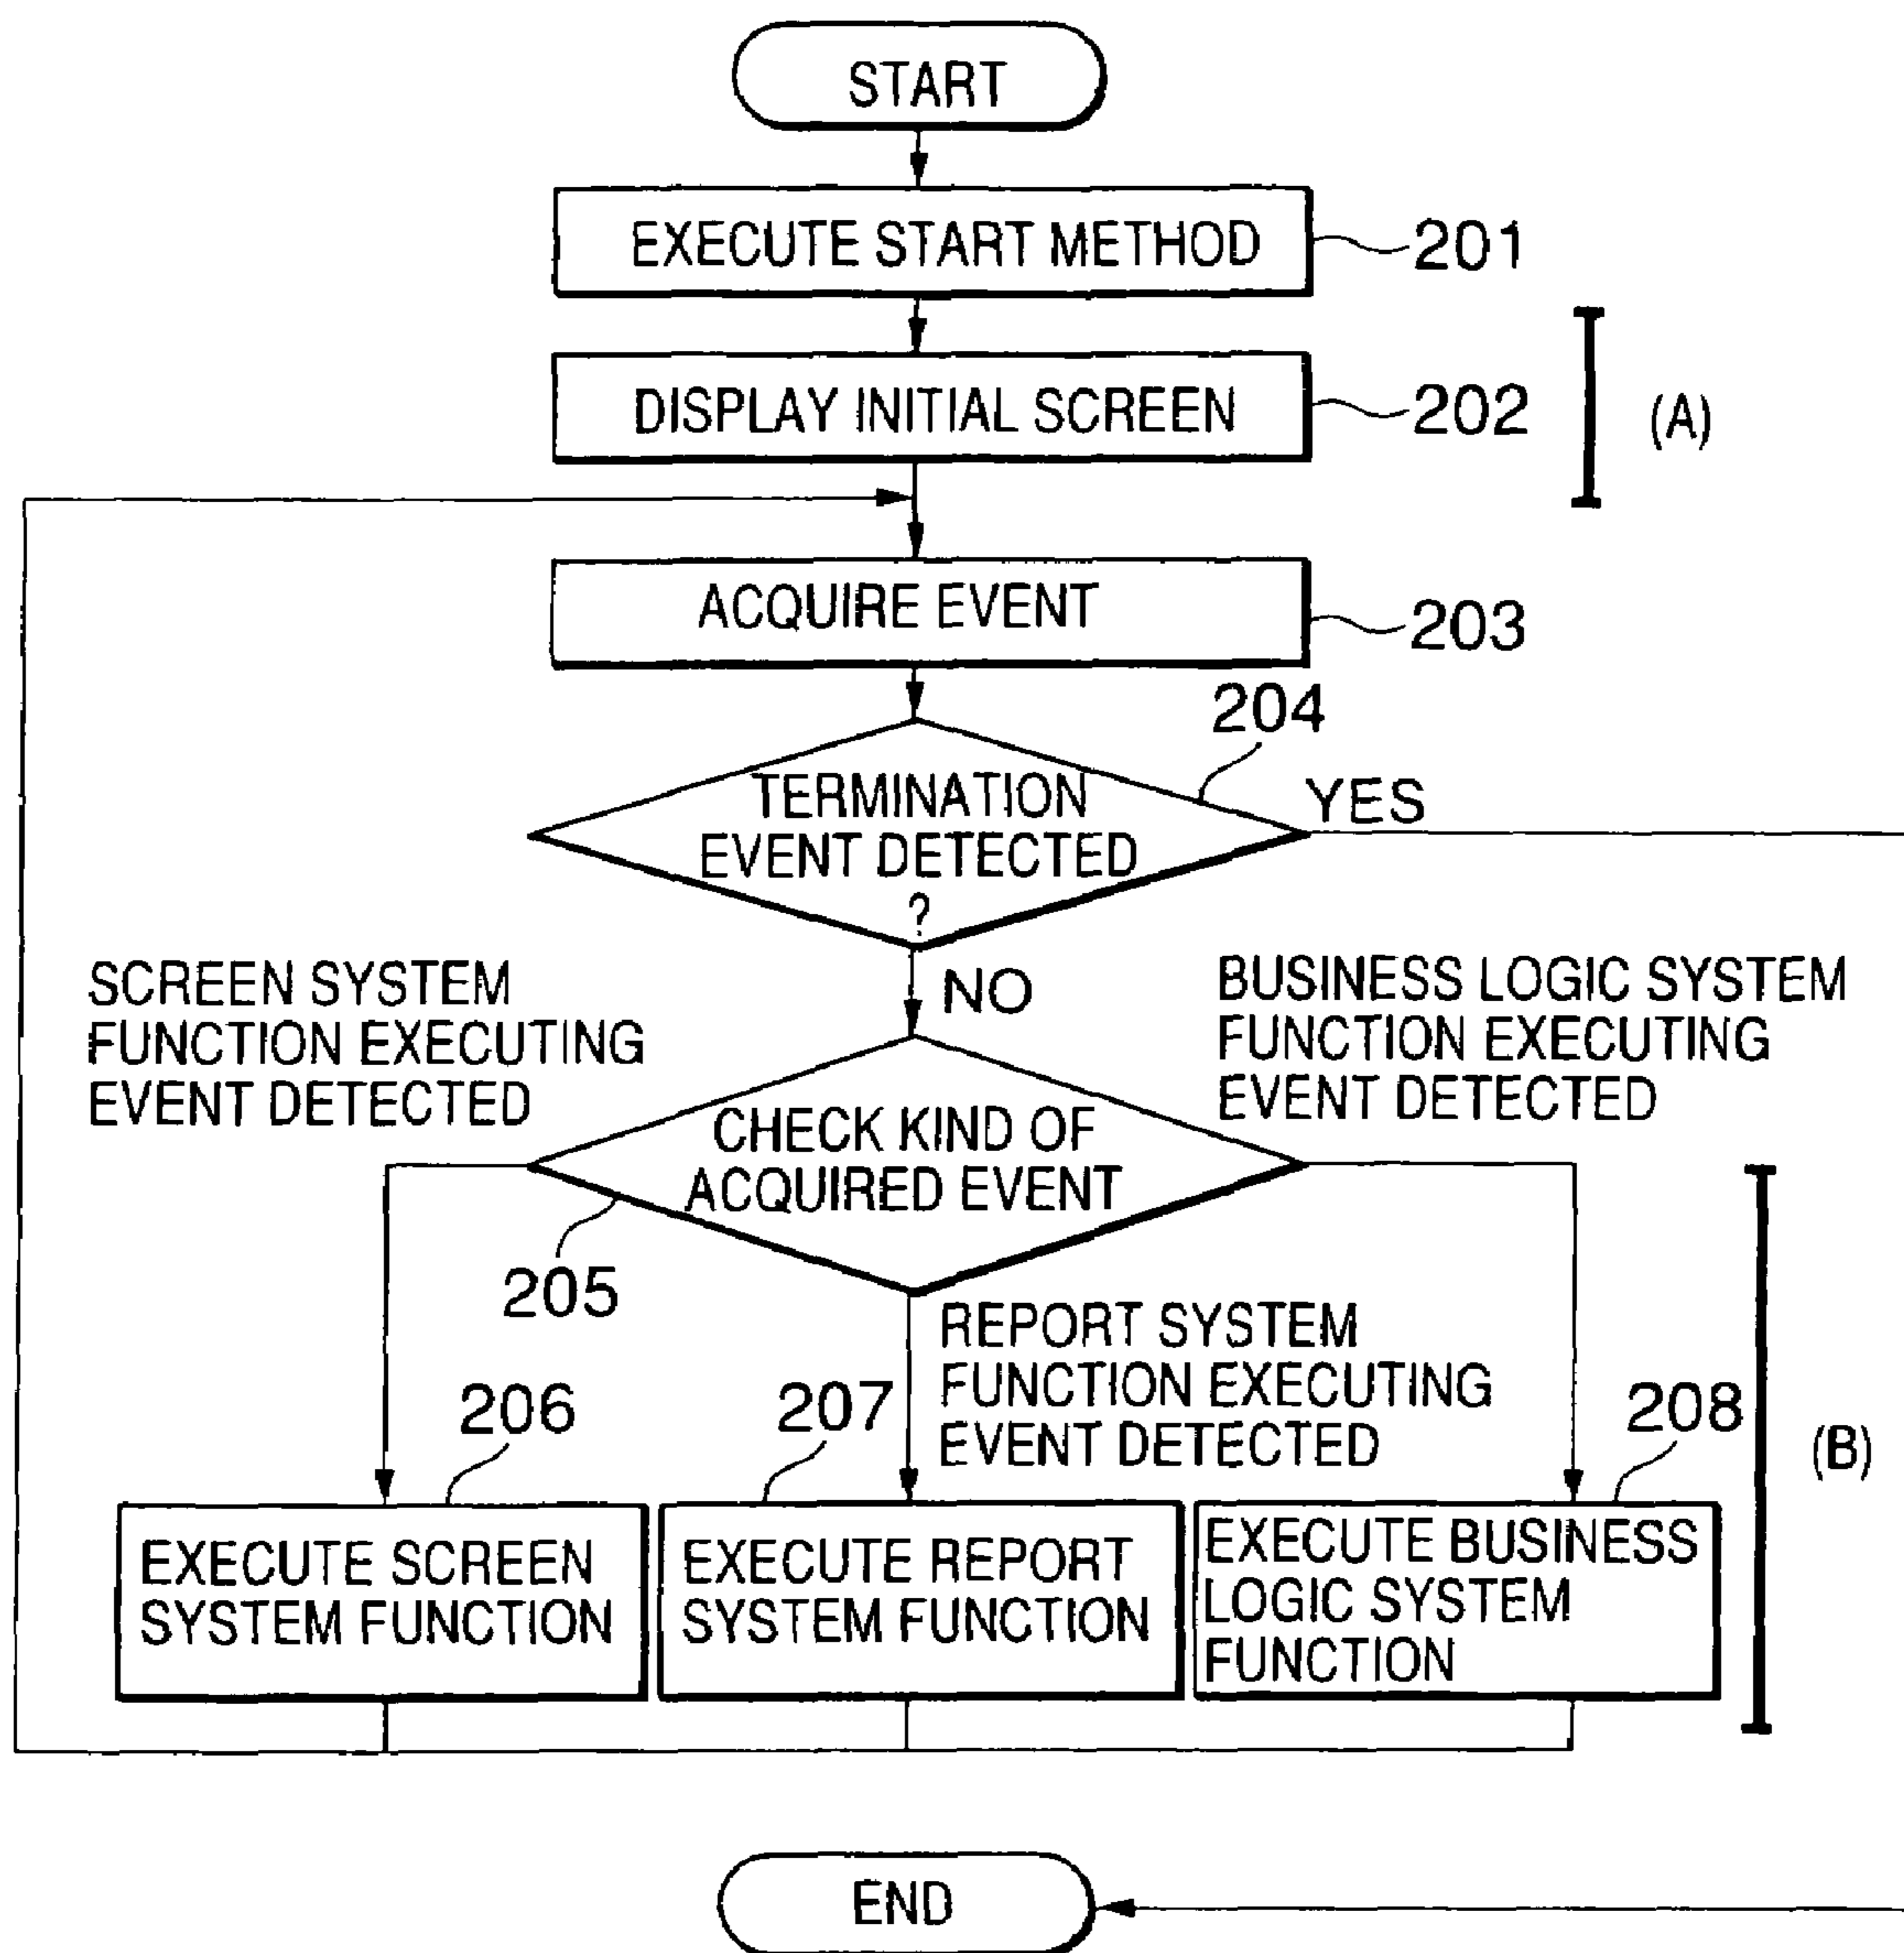 START
EXECUTE START METHOD
201
DISPLAY INITIAL SCREEN
202
(A)
ACQUIRE EVENT
203
204
TERMINATION
EVENT DETECTED
?
YES
NO
SCREEN SYSTEM
FUNCTION EXECUTING
EVENT DETECTED
BUSINESS LOGIC SYSTEM
FUNCTION EXECUTING
EVENT DETECTED
CHECK KIND OF
ACQUIRED EVENT
205
REPORT SYSTEM
FUNCTION EXECUTING
EVENT DETECTED
206
207
208
(B)
EXECUTE SCREEN
SYSTEM FUNCTION
EXECUTE REPORT
SYSTEM FUNCTION
EXECUTE BUSINESS
LOGIC SYSTEM
FUNCTION
END